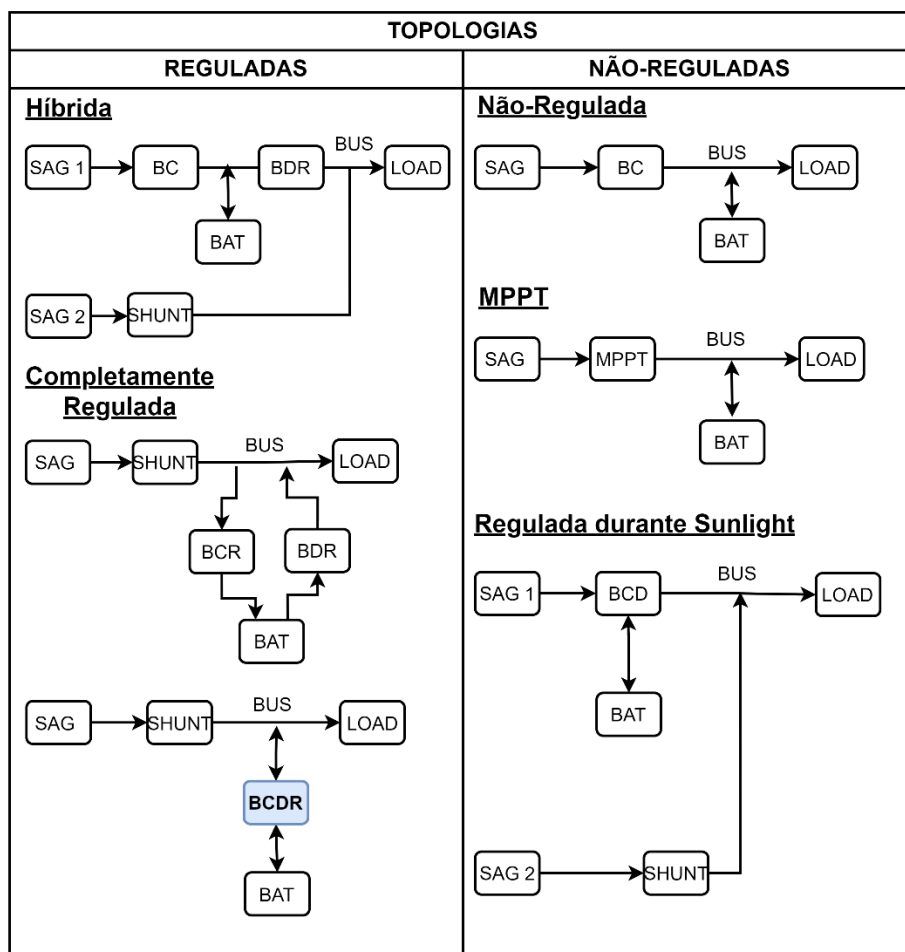 TOPOLOGIAS
REGULADAS
NÃO-REGULADAS
Híbrida
BUS
SAG 1
BC
BDR
LOAD
BAT
SAG 2
SHUNT
Completamente
Regulada
BUS
SAG
SHUNT
LOAD
BCR
BDR
BAT
BUS
SAG
SHUNT
LOAD
BCDR
BAT
Não-Regulada
BUS
SAG
BC
LOAD
BAT
MPPT
BUS
SAG
MPPT
LOAD
BAT
Regulada durante Sunlight
BUS
SAG 1
BCD
LOAD
BAT
SAG 2
SHUNT